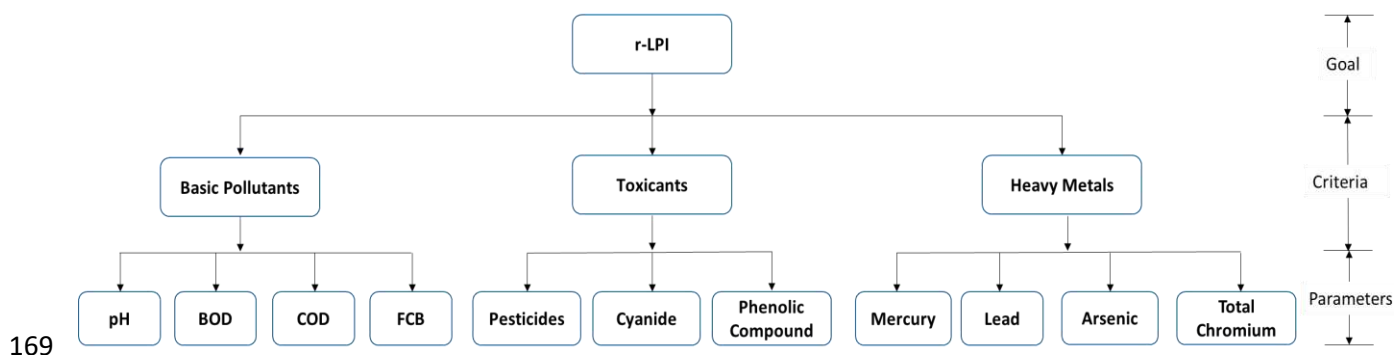 r-LPI
Goal
Basic Pollutants
Toxicants
Heavy Metals
Criteria
pH
BOD
COD
FCB
Pesticides
Cyanide
Phenolic
Compound
Mercury
Lead
Arsenic
Total
Chromium
Parameters
169